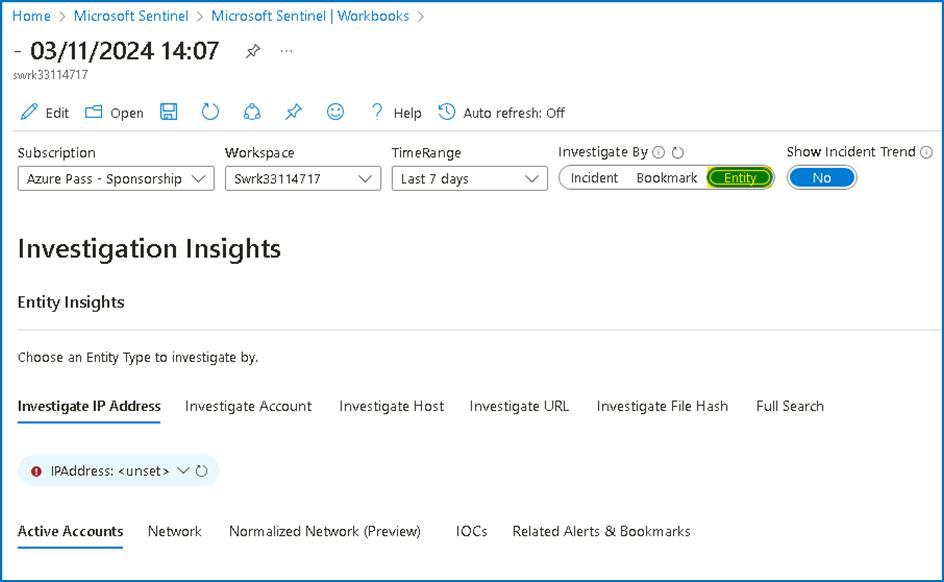 Home > Microsoft Sentinel > Microsoft Sentinel | Workbooks >
- 03/11/2024 14:07 ...
swrk33114717
Edit Open Help Auto refresh: Off
Subscription Workspace TimeRange Investigate By Show Incident Trend
Azure Pass - Sponsorship Swrk33114717 Last 7 days Incident Bookmark Entity No
Investigation Insights
Entity Insights
Choose an Entity Type to investigate by.
Investigate IP Address Investigate Account Investigate Host Investigate URL Investigate File Hash Full Search
IPAddress: <unset>
Active Accounts Network Normalized Network (Preview) IOCs Related Alerts & Bookmarks